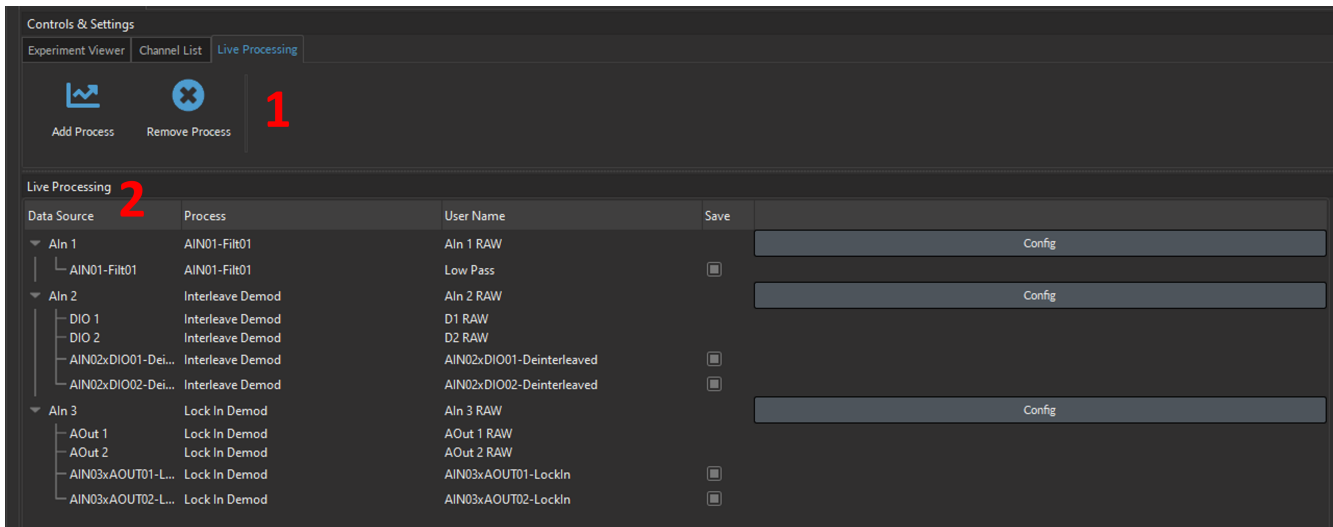 Controls & Settings
Experiment Viewer Channel List Live Processing
Add Process Remove Process 1
Live Processing 2
Data Source Process User Name Save
AIn 1 AIN01-Filt01 AIn 1 RAW Config
AIN01-Filt01 AIN01-Filt01 Low Pass
AIn 2 Interleave Demod AIn 2 RAW Config
DIO 1 Interleave Demod D1 RAW
DIO 2 Interleave Demod D2 RAW
AIN02xDIO01-Dei... Interleave Demod AIN02xDIO01-Deinterleaved
AIN02xDIO02-Dei... Interleave Demod AIN02xDIO02-Deinterleaved
AIn 3 Lock In Demod AIn 3 RAW Config
AOut 1 Lock In Demod AOut 1 RAW
AOut 2 Lock In Demod AOut 2 RAW
AIN03xAOUT01-L... Lock In Demod AIN03xAOUT01-LockIn
AIN03xAOUT02-L... Lock In Demod AIN03xAOUT02-LockIn